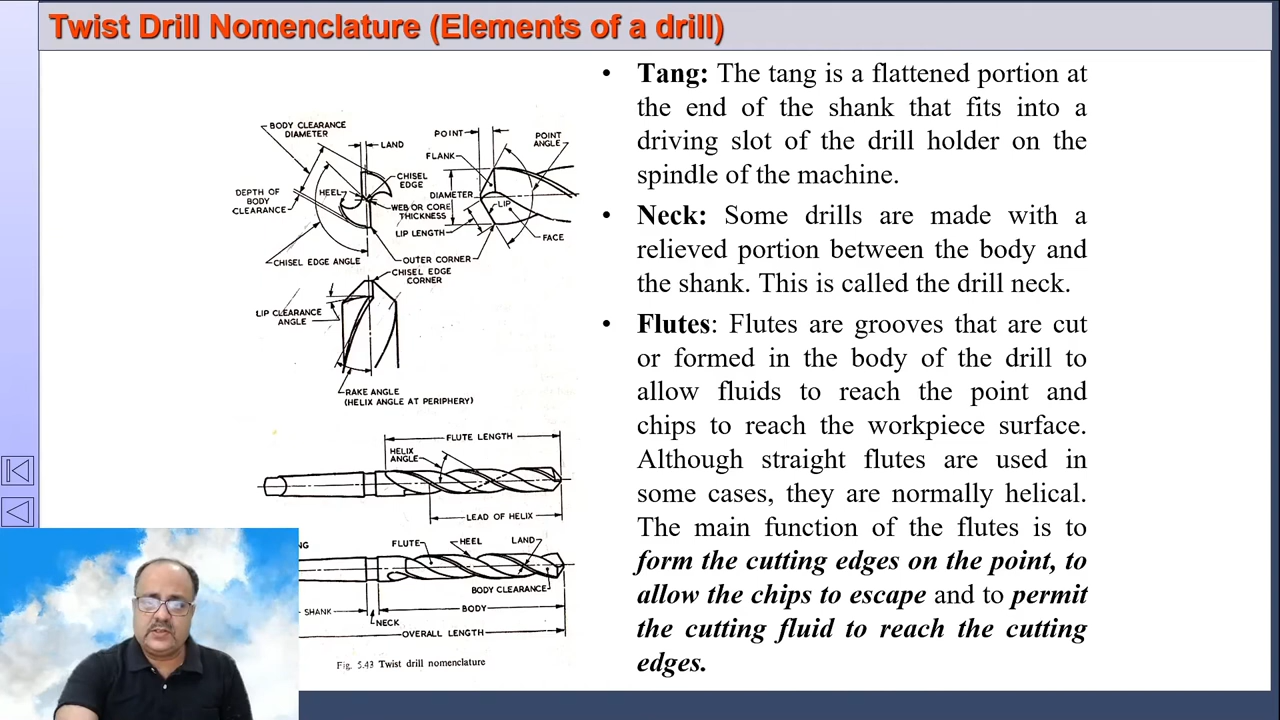 Twist Drill Nomenclature (Elements of a drill)
BODY CLEARANCE
DIAMETER
LAND
CHISEL
EDGE
DEPTH OF
BODY
CLEARANCE
HEEL
WEB OR CORE
THICKNESS
CHISEL EDGE ANGLE
OUTER CORNER
POINT
POINT
ANGLE
FLANK
DIAMETER
LIP
LIP LENGTH
FACE
CHISEL EDGE
CORNER
LIP CLEARANCE
ANGLE
RAKE ANGLE
(HELIX ANGLE AT PERIPHERY)
FLUTE LENGTH
HELIX
ANGLE
LEAD OF HELIX
NG
FLUTE
HEEL
LAND
BODY CLEARANCE
SHANK
BODY
NECK
OVERALL LENGTH
Fig. 5.43 Twist drill nomenclature
• Tang: The tang is a flattened portion at
the end of the shank that fits into a
driving slot of the drill holder on the
spindle of the machine.
• Neck: Some drills are made with a
relieved portion between the body and
the shank. This is called the drill neck.
• Flutes: Flutes are grooves that are cut
or formed in the body of the drill to
allow fluids to reach the point and
chips to reach the workpiece surface.
Although straight flutes are used in
some cases, they are normally helical.
The main function of the flutes is to
form the cutting edges on the point, to
allow the chips to escape and to permit
the cutting fluid to reach the cutting
edges.